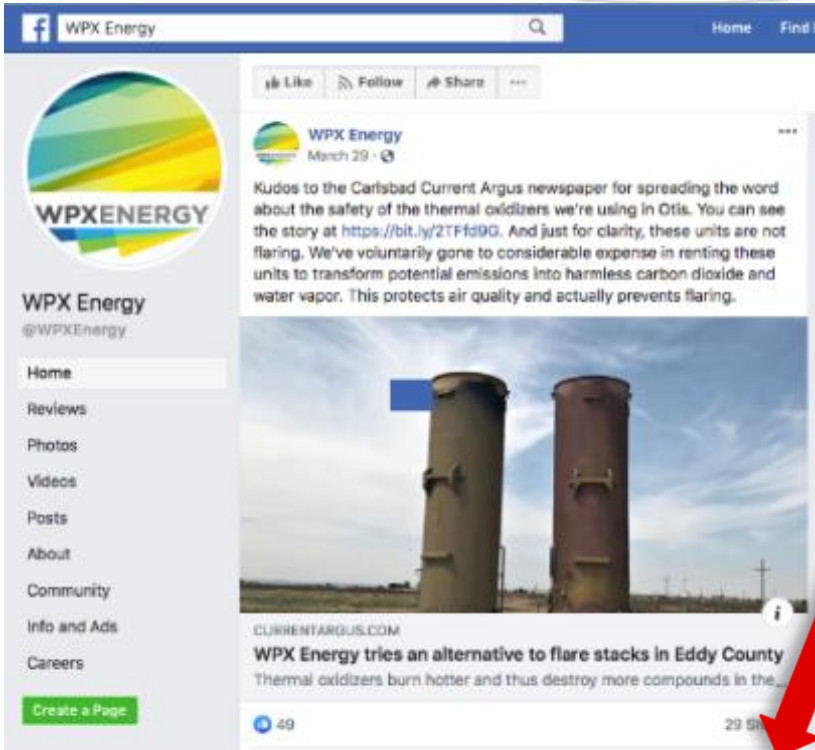 f WPX Energy
Home Find
Like Follow Share ...
WPX Energy
March 29
Kudos to the Carlsbad Current Argus newspaper for spreading the word
about the safety of the thermal oxidizers we're using in Otis. You can see
the story at https://bit.ly/2TFfd9G. And just for clarity, these units are not
flaring. We've voluntarily gone to considerable expense in renting these
units to transform potential emissions into harmless carbon dioxide and
water vapor. This protects air quality and actually prevents flaring.
WPXENERGY
WPX Energy
@WPXEnergy
Home
Reviews
Photos
Videos
Posts
About
Community
Info and Ads
Careers
Create a Page
i
CURRENTARGUS.COM
WPX Energy tries an alternative to flare stacks in Eddy County
Thermal oxidizers burn hotter and thus destroy more compounds in the...
49
29